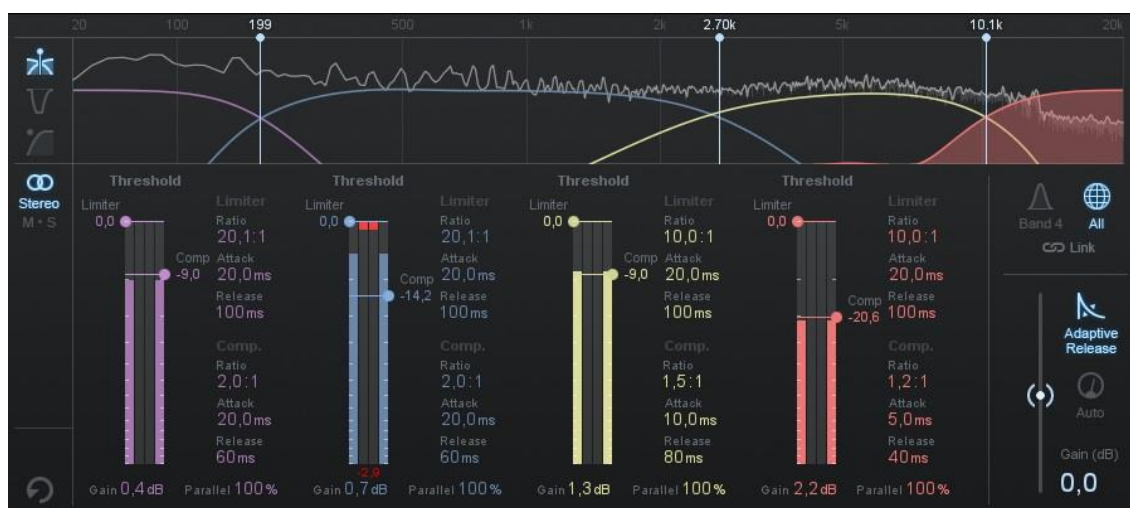 20 100 199 500 1k 2k 2.70k 5k 10.1k 20k
Stereo
M • S
Threshold
Limiter
0,0
Comp
-9,0
Limiter
Ratio
20,1:1
Attack
20,0ms
Release
100ms
Comp.
Ratio
2,0:1
Attack
20,0ms
Release
60ms
Gain 0,4 dB Parallel 100%
Threshold
Limiter
0,0
Comp
-14,2
-2,9
Limiter
Ratio
20,1:1
Attack
20,0ms
Release
100ms
Comp.
Ratio
2,0:1
Attack
20,0ms
Release
60ms
Gain 0,7dB Parallel 100%
Threshold
Limiter
0,0
Comp
-9,0
Limiter
Ratio
10,0:1
Attack
20,0ms
Release
100ms
Comp.
Ratio
1,5:1
Attack
10,0ms
Release
80ms
Gain 1,3dB Parallel 100%
Threshold
Limiter
0,0
Comp
-20,6
Limiter
Ratio
10,0:1
Attack
20,0ms
Release
100ms
Comp.
Ratio
1,2:1
Attack
5,0ms
Release
40ms
Gain 2,2dB Parallel 100%
Band 4 All
Link
Adaptive
Release
Auto
Gain (dB)
0,0